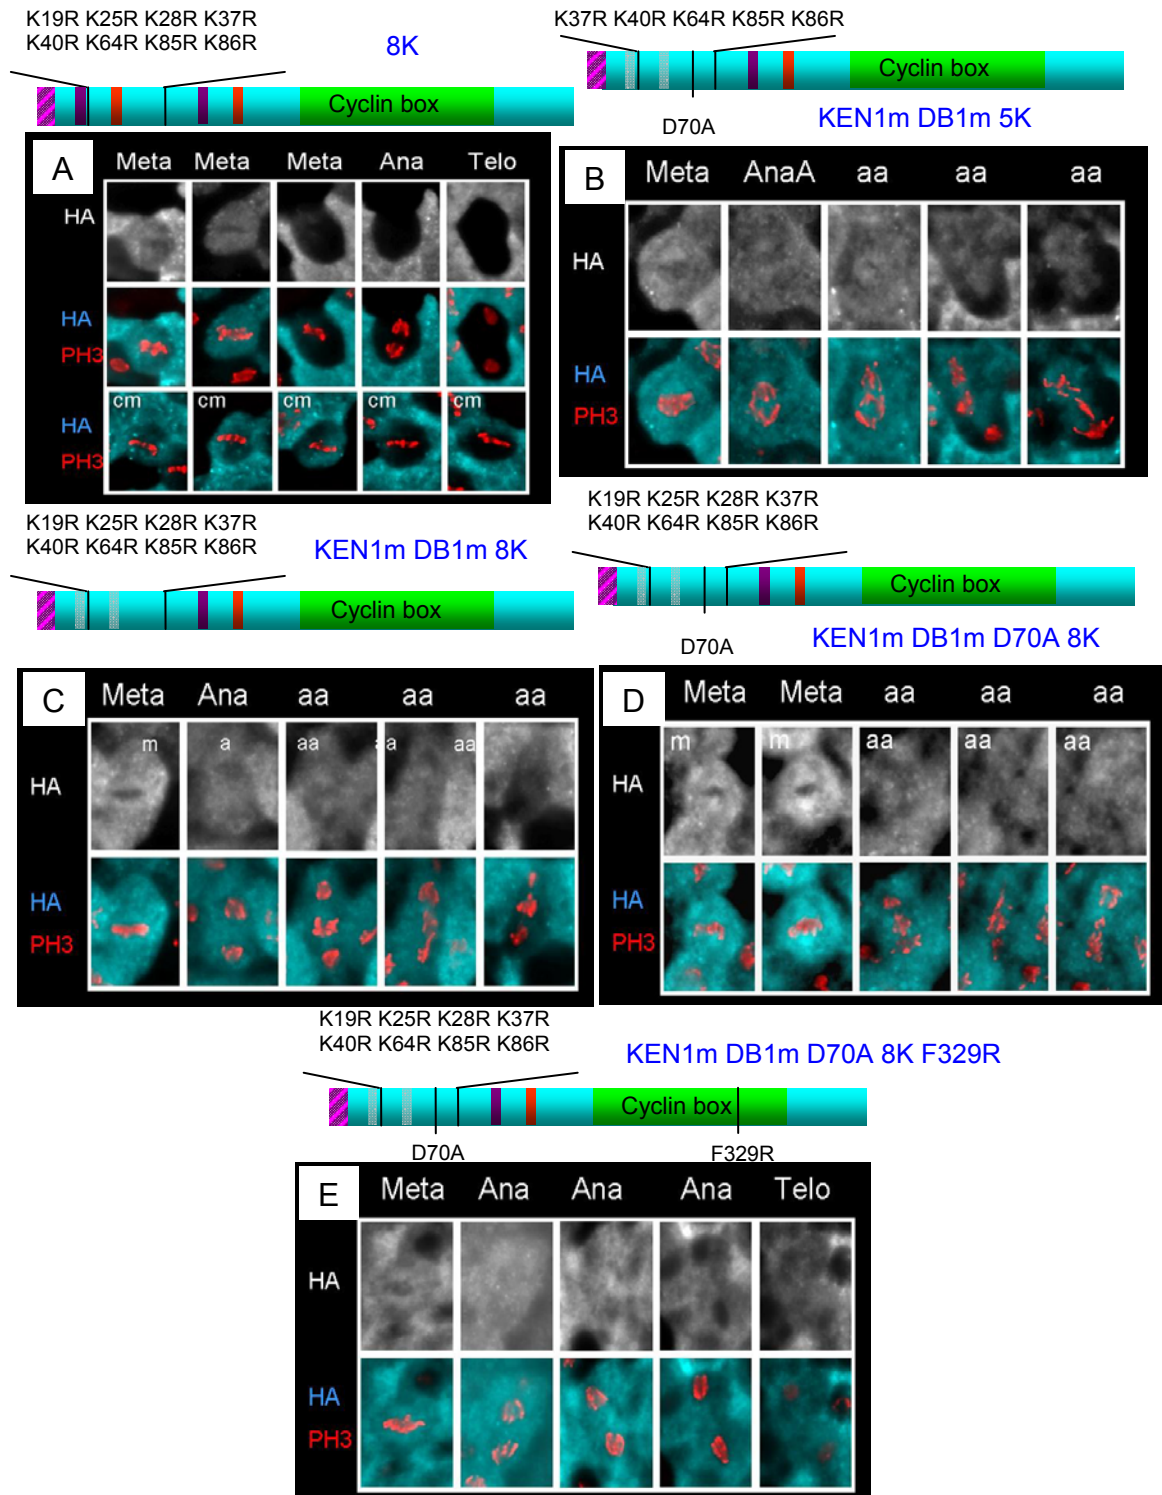 K19R K25R K28R K37R
K40R K64R K85R K86R
8K
Cyclin box
K37R K40R K64R K85R K86R
Cyclin box
D70A
KEN1m DB1m 5K
A
Meta Meta Meta Ana Telo
HA
HA
PH3
cm cm cm cm cm
HA
PH3
B
Meta AnaA aa aa aa
HA
HA
PH3
K19R K25R K28R K37R
K40R K64R K85R K86R
KEN1m DB1m 8K
Cyclin box
K19R K25R K28R K37R
K40R K64R K85R K86R
Cyclin box
D70A
KEN1m DB1m D70A 8K
C
Meta Ana aa aa aa
m a aa aa aa
HA
HA
PH3
D
Meta Meta aa aa aa
m m aa aa aa
HA
HA
PH3
K19R K25R K28R K37R
K40R K64R K85R K86R
KEN1m DB1m D70A 8K F329R
Cyclin box
D70A F329R
E
Meta Ana Ana Ana Telo
HA
HA
PH3